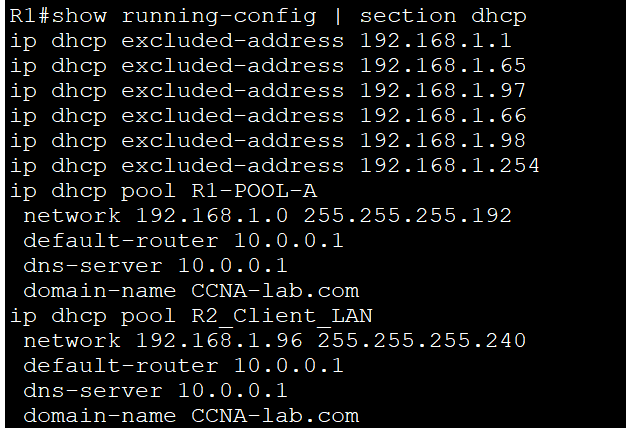 R1#show running-config | section dhcp
ip dhcp excluded-address 192.168.1.1
ip dhcp excluded-address 192.168.1.65
ip dhcp excluded-address 192.168.1.97
ip dhcp excluded-address 192.168.1.66
ip dhcp excluded-address 192.168.1.98
ip dhcp excluded-address 192.168.1.254
ip dhcp pool R1-POOL-A
 network 192.168.1.0 255.255.255.192
 default-router 10.0.0.1
 dns-server 10.0.0.1
 domain-name CCNA-lab.com
ip dhcp pool R2_Client_LAN
 network 192.168.1.96 255.255.255.240
 default-router 10.0.0.1
 dns-server 10.0.0.1
 domain-name CCNA-lab.com